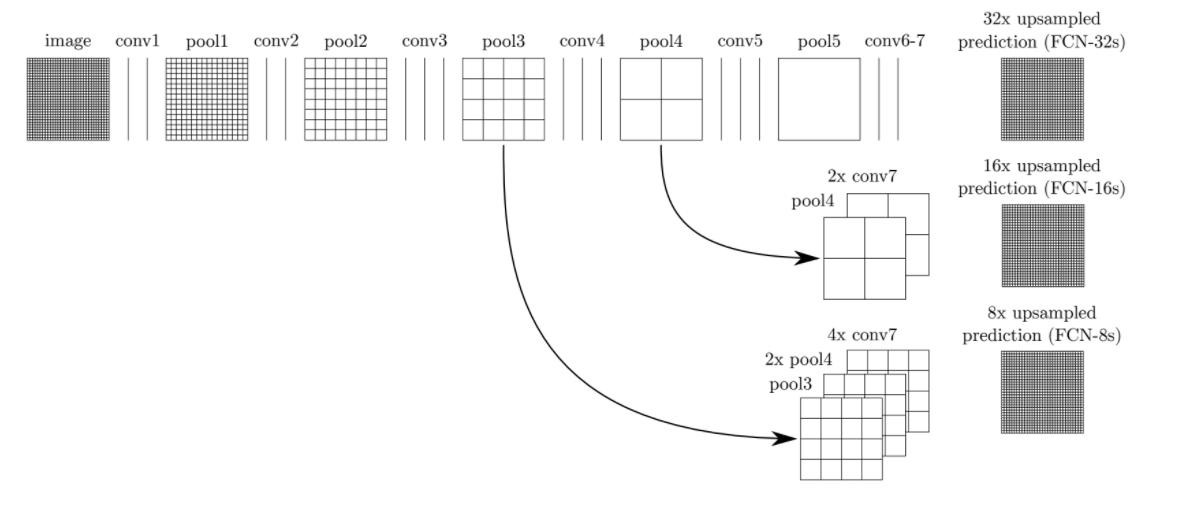 image conv1 pool1 conv2 pool2 conv3 pool3 conv4 pool4 conv5 pool5 conv6-7
32x upsampled
prediction (FCN-32s)
2x conv7
pool4
16x upsampled
prediction (FCN-16s)
4x conv7
2x pool4
pool3
8x upsampled
prediction (FCN-8s)